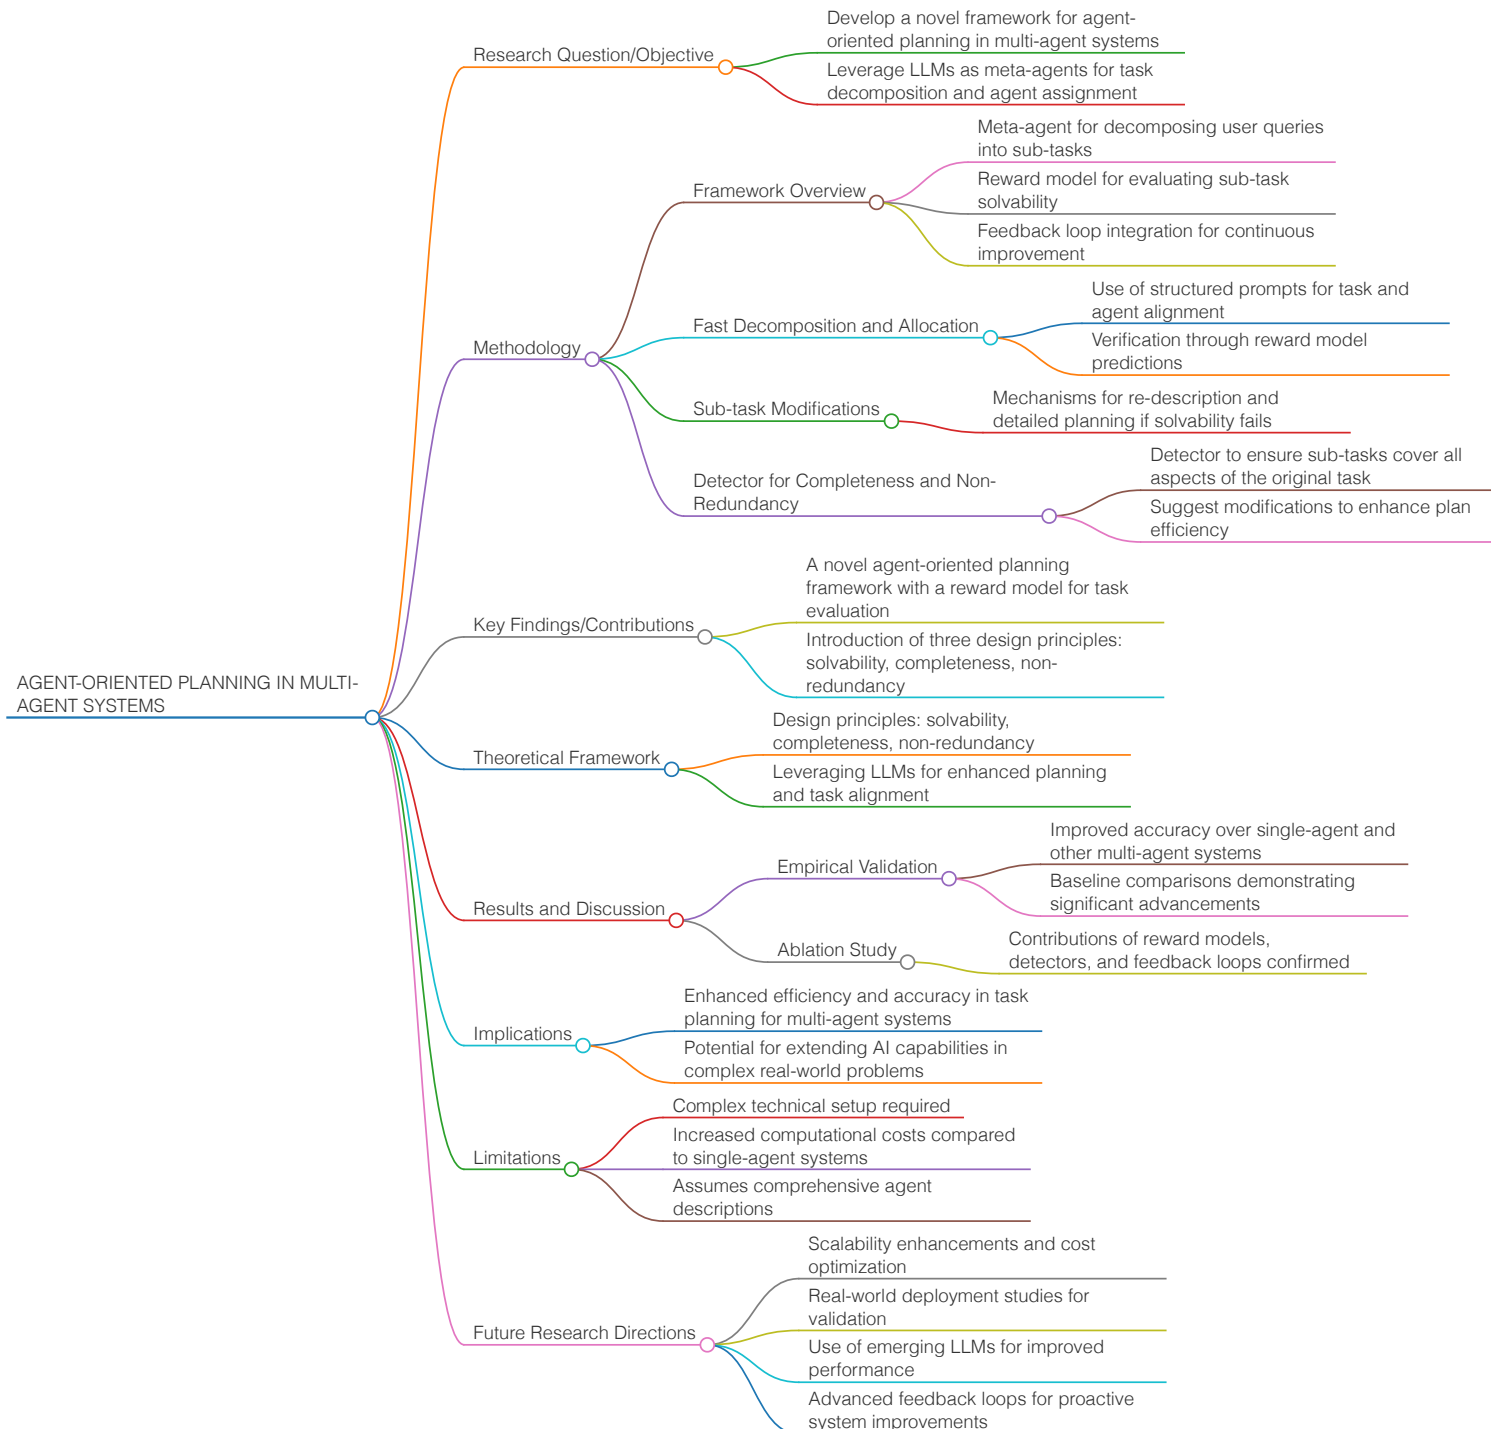 AGENT-ORIENTED PLANNING IN MULTI-
AGENT SYSTEMS
Research Question/Objective
Develop a novel framework for agent-
oriented planning in multi-agent systems
Leverage LLMs as meta-agents for task
decomposition and agent assignment
Methodology
Framework Overview
Meta-agent for decomposing user queries
into sub-tasks
Reward model for evaluating sub-task
solvability
Feedback loop integration for continuous
improvement
Fast Decomposition and Allocation
Use of structured prompts for task and
agent alignment
Verification through reward model
predictions
Sub-task Modifications
Mechanisms for re-description and
detailed planning if solvability fails
Detector for Completeness and Non-
Redundancy
Detector to ensure sub-tasks cover all
aspects of the original task
Suggest modifications to enhance plan
efficiency
Key Findings/Contributions
A novel agent-oriented planning
framework with a reward model for task
evaluation
Introduction of three design principles:
solvability, completeness, non-
redundancy
Theoretical Framework
Design principles: solvability,
completeness, non-redundancy
Leveraging LLMs for enhanced planning
and task alignment
Results and Discussion
Empirical Validation
Improved accuracy over single-agent and
other multi-agent systems
Baseline comparisons demonstrating
significant advancements
Ablation Study
Contributions of reward models,
detectors, and feedback loops confirmed
Implications
Enhanced efficiency and accuracy in task
planning for multi-agent systems
Potential for extending AI capabilities in
complex real-world problems
Limitations
Complex technical setup required
Increased computational costs compared
to single-agent systems
Assumes comprehensive agent
descriptions
Future Research Directions
Scalability enhancements and cost
optimization
Real-world deployment studies for
validation
Use of emerging LLMs for improved
performance
Advanced feedback loops for proactive
system improvements